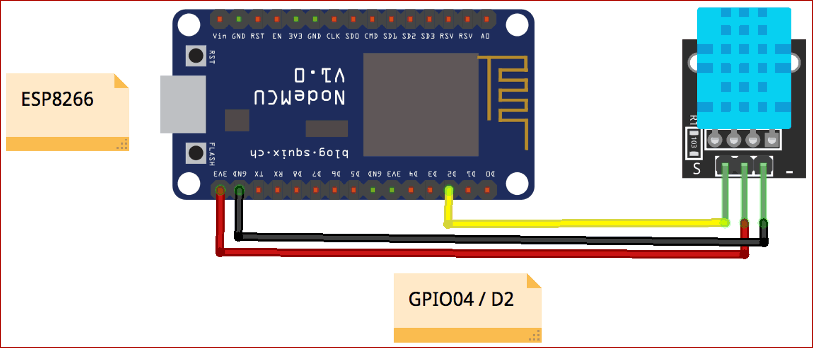 Vin GND RST EN 3V3 GND CLK SD0 CMD SD1 SD2 SD3 RSV RSV A0
RST
ESP8266
NodeMCU
V1.0
R1
103
FLASH
blog.squix.ch
S
-
3V3 GND TX RX D8 D7 D6 D5 GND 3V3 D4 D3 D2 D1 D0
GPIO04 / D2